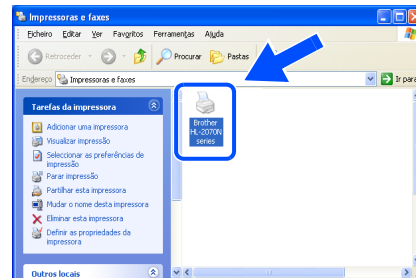 Impressoras e faxes
Ficheiro Editar Ver Favoritos Ferramentas Ajuda
Retroceder Procurar Pastas
Endereço Impressoras e faxes Ir para
Tarefas da impressora
Adicionar uma impressora
Visualizar impressão
Seleccionar as preferências de
impressão
Parar impressão
Partilhar esta impressora
Mudar o nome desta impressora
Eliminar esta impressora
Definir as propriedades da
impressora
Outros locais
Brother
HL-2070N
series